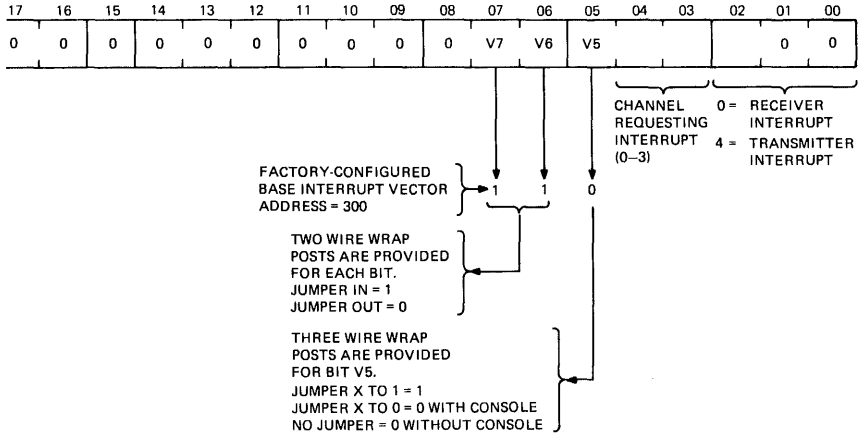 17 16 15 14 13 12 11 10 09 08 07 06 05 04 03 02 01 00
0 0 0 0 0 0 0 0 0 0 V7 V6 V5 0 0
CHANNEL
REQUESTING
INTERRUPT
(0–3)
0 = RECEIVER
INTERRUPT
4 = TRANSMITTER
INTERRUPT
FACTORY-CONFIGURED
BASE INTERRUPT VECTOR
ADDRESS = 300
1 1 0
TWO WIRE WRAP
POSTS ARE PROVIDED
FOR EACH BIT.
JUMPER IN = 1
JUMPER OUT = 0
THREE WIRE WRAP
POSTS ARE PROVIDED
FOR BIT V5.
JUMPER X TO 1 = 1
JUMPER X TO 0 = 0 WITH CONSOLE
NO JUMPER = 0 WITHOUT CONSOLE